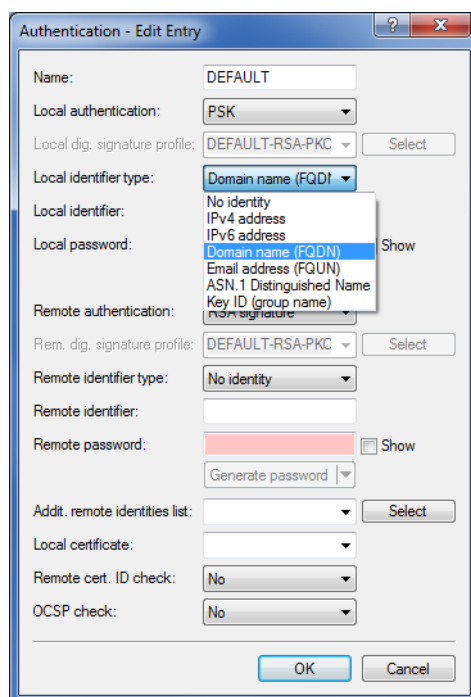 Authentication - Edit Entry
Name: DEFAULT
Local authentication: PSK
Local dig. signature profile: DEFAULT-RSA-PKC Select
Local identifier type: Domain name (FQDN
No identity
Local identifier: IPv4 address
IPv6 address
Local password: Domain name (FQDN) Show
Email address (FQUN)
ASN.1 Distinguished Name
Key ID (group name)
Remote authentication: RSA signature
Rem. dig. signature profile: DEFAULT-RSA-PKC Select
Remote identifier type: No identity
Remote identifier:
Remote password: Show
Generate password
Addit. remote identities list: Select
Local certificate:
Remote cert. ID check: No
OCSP check: No
OK Cancel